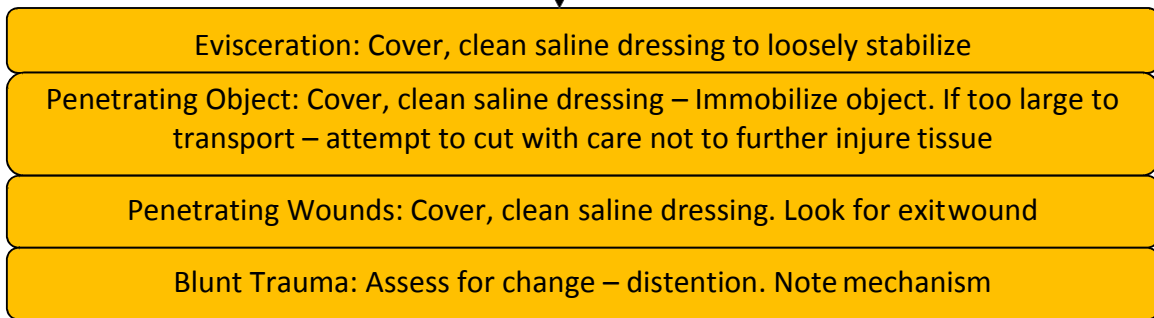 Evisceration: Cover, clean saline dressing to loosely stabilize
Penetrating Object: Cover, clean saline dressing – Immobilize object. If too large to
transport – attempt to cut with care not to further injure tissue
Penetrating Wounds: Cover, clean saline dressing. Look for exitwound
Blunt Trauma: Assess for change – distention. Note mechanism